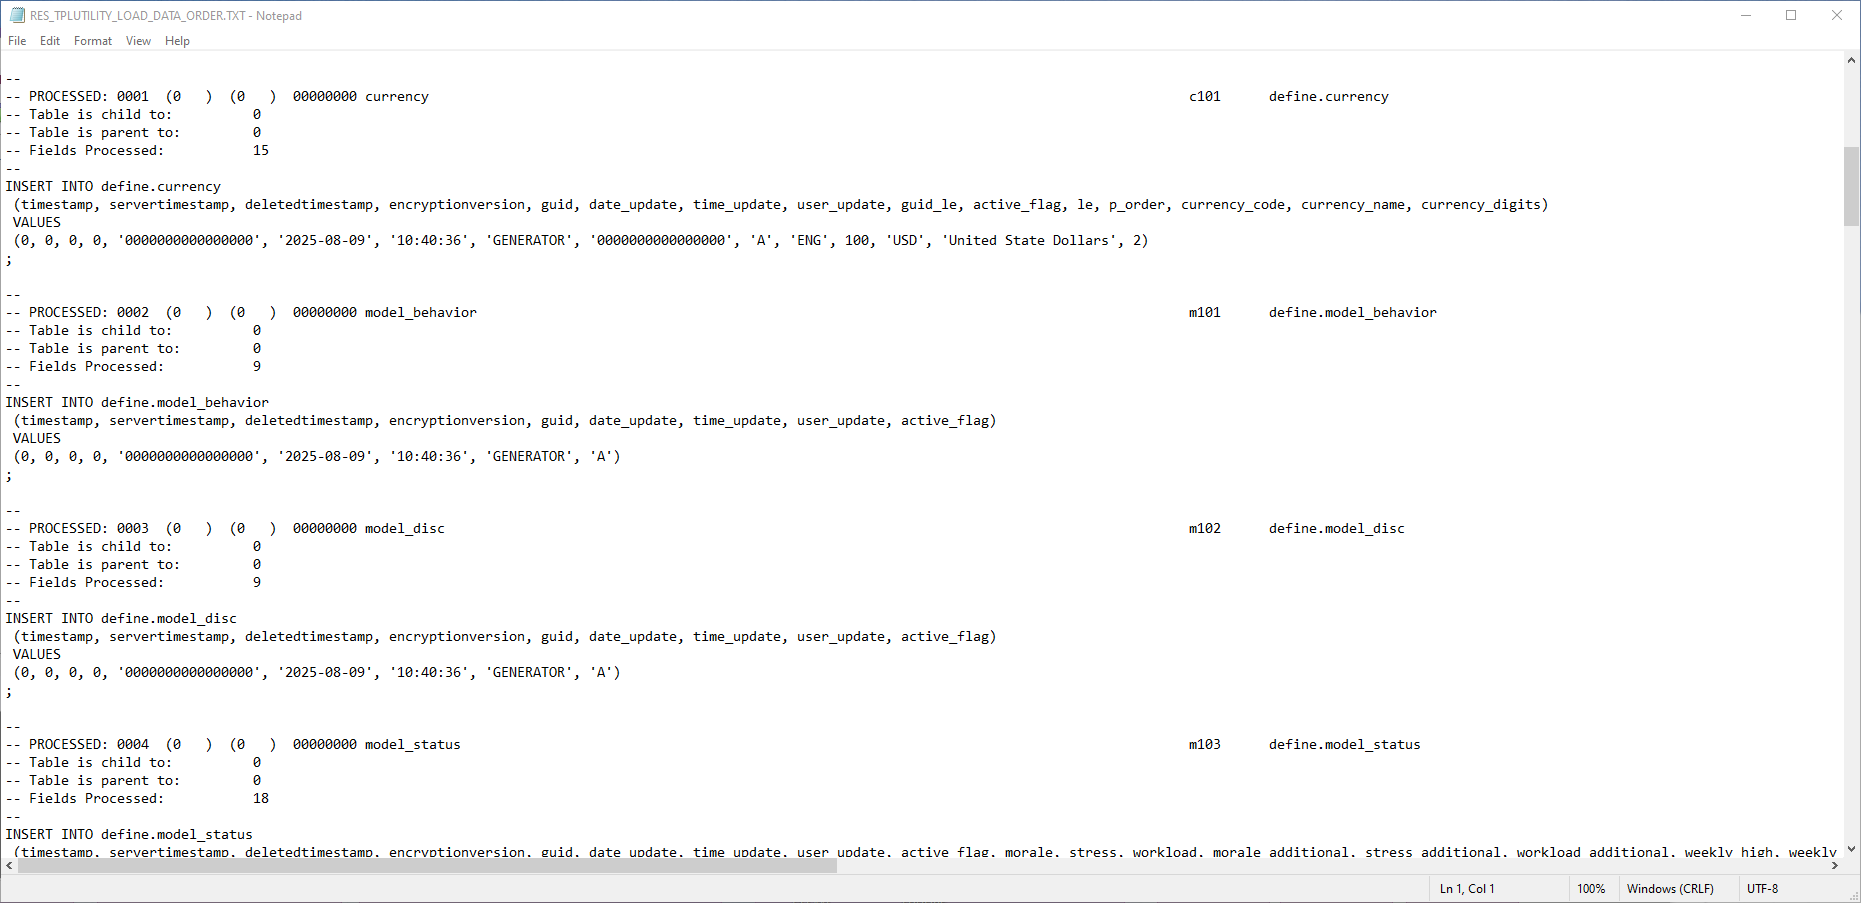 RES_TPLUTILITY_LOAD_DATA_ORDER.TXT - Notepad
File Edit Format View Help
--
-- PROCESSED: 0001  (0   )  (0   )  00000000 currency c101 define.currency
-- Table is child to: 0
-- Table is parent to: 0
-- Fields Processed: 15
--
INSERT INTO define.currency
(timestamp, servertimestamp, deletedtimestamp, encryptionversion, guid, date_update, time_update, user_update, guid_le, active_flag, le, p_order, currency_code, currency_name, currency_digits)
VALUES
(0, 0, 0, 0, '0000000000000000', '2025-08-09', '10:40:36', 'GENERATOR', '0000000000000000', 'A', 'ENG', 100, 'USD', 'United State Dollars', 2)
;
--
-- PROCESSED: 0002  (0   )  (0   )  00000000 model_behavior m101 define.model_behavior
-- Table is child to: 0
-- Table is parent to: 0
-- Fields Processed: 9
--
INSERT INTO define.model_behavior
(timestamp, servertimestamp, deletedtimestamp, encryptionversion, guid, date_update, time_update, user_update, active_flag)
VALUES
(0, 0, 0, 0, '0000000000000000', '2025-08-09', '10:40:36', 'GENERATOR', 'A')
;
--
-- PROCESSED: 0003  (0   )  (0   )  00000000 model_disc m102 define.model_disc
-- Table is child to: 0
-- Table is parent to: 0
-- Fields Processed: 9
--
INSERT INTO define.model_disc
(timestamp, servertimestamp, deletedtimestamp, encryptionversion, guid, date_update, time_update, user_update, active_flag)
VALUES
(0, 0, 0, 0, '0000000000000000', '2025-08-09', '10:40:36', 'GENERATOR', 'A')
;
--
-- PROCESSED: 0004  (0   )  (0   )  00000000 model_status m103 define.model_status
-- Table is child to: 0
-- Table is parent to: 0
-- Fields Processed: 18
--
INSERT INTO define.model_status
(timestamp, servertimestamp, deletedtimestamp, encryptionversion, guid, date_update, time_update, user_update, active_flag, morale, stress, workload, morale_additional, stress_additional, workload_additional, weekly_high, weekly
Ln 1, Col 1 100% Windows (CRLF) UTF-8